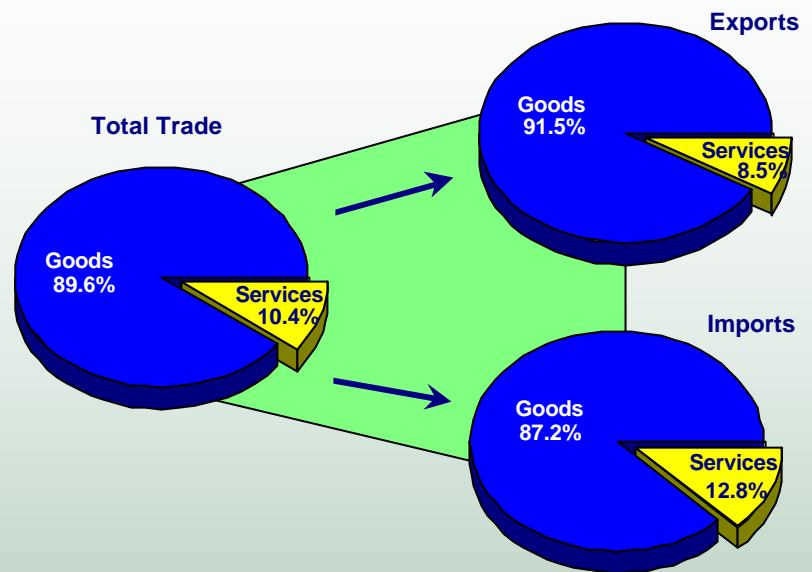 Exports
Goods
91.5%
Services
8.5%
Total Trade
Goods
89.6%
Services
10.4%
Imports
Goods
87.2%
Services
12.8%